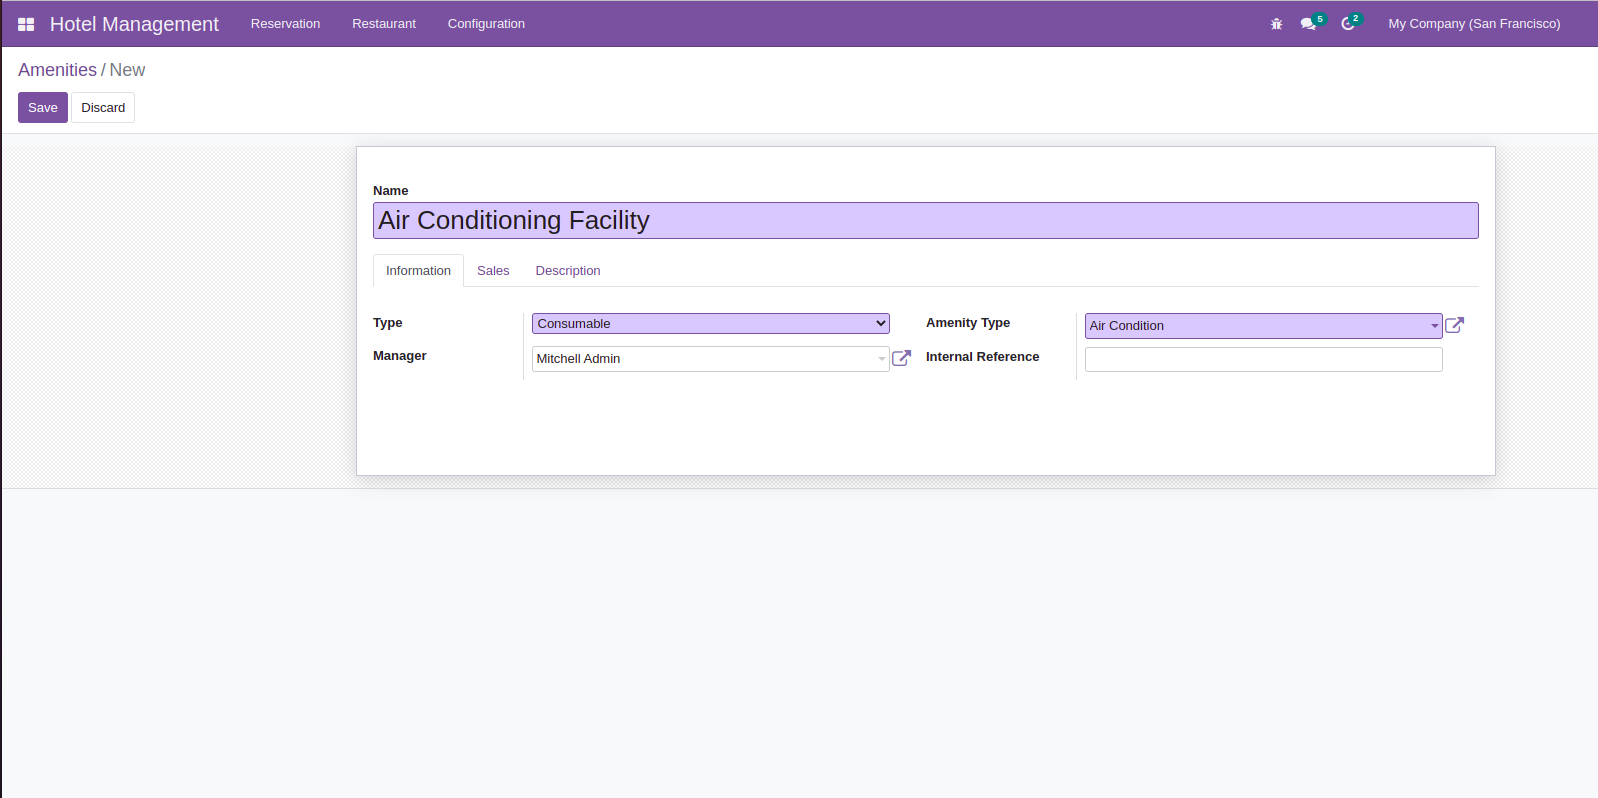 Hotel Management Reservation Restaurant Configuration 5 2 My Company (San Francisco)
Amenities / New
Save Discard
Name
Air Conditioning Facility
Information Sales Description
Type Consumable Amenity Type Air Condition
Manager Mitchell Admin Internal Reference